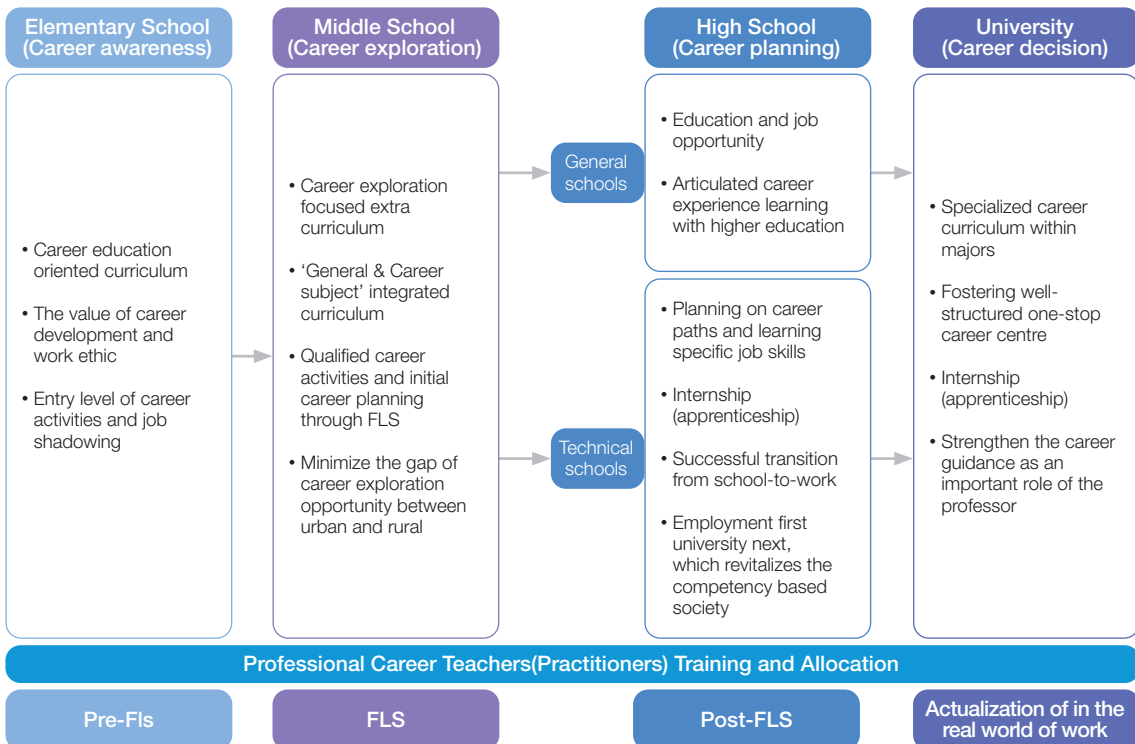 Elementary School
(Career awareness)
Middle School
(Career exploration)
High School
(Career planning)
University
(Career decision)
• Career education
oriented curriculum
• The value of career
development and
work ethic
• Entry level of career
activities and job
shadowing
• Career exploration
focused extra
curriculum
• ‘General & Career
subject’ integrated
curriculum
• Qualified career
activities and initial
career planning
through FLS
• Minimize the gap of
career exploration
opportunity between
urban and rural
General
schools
• Education and job
opportunity
• Articulated career
experience learning
with higher education
Technical
schools
• Planning on career
paths and learning
specific job skills
• Internship
(apprenticeship)
• Successful transition
from school-to-work
• Employment first
university next,
which revitalizes the
competency based
society
• Specialized career
curriculum within
majors
• Fostering well-
structured one-stop
career centre
• Internship
(apprenticeship)
• Strengthen the career
guidance as an
important role of the
professor
Professional Career Teachers(Practitioners) Training and Allocation
Pre-Fls
FLS
Post-FLS
Actualization of in the
real world of work